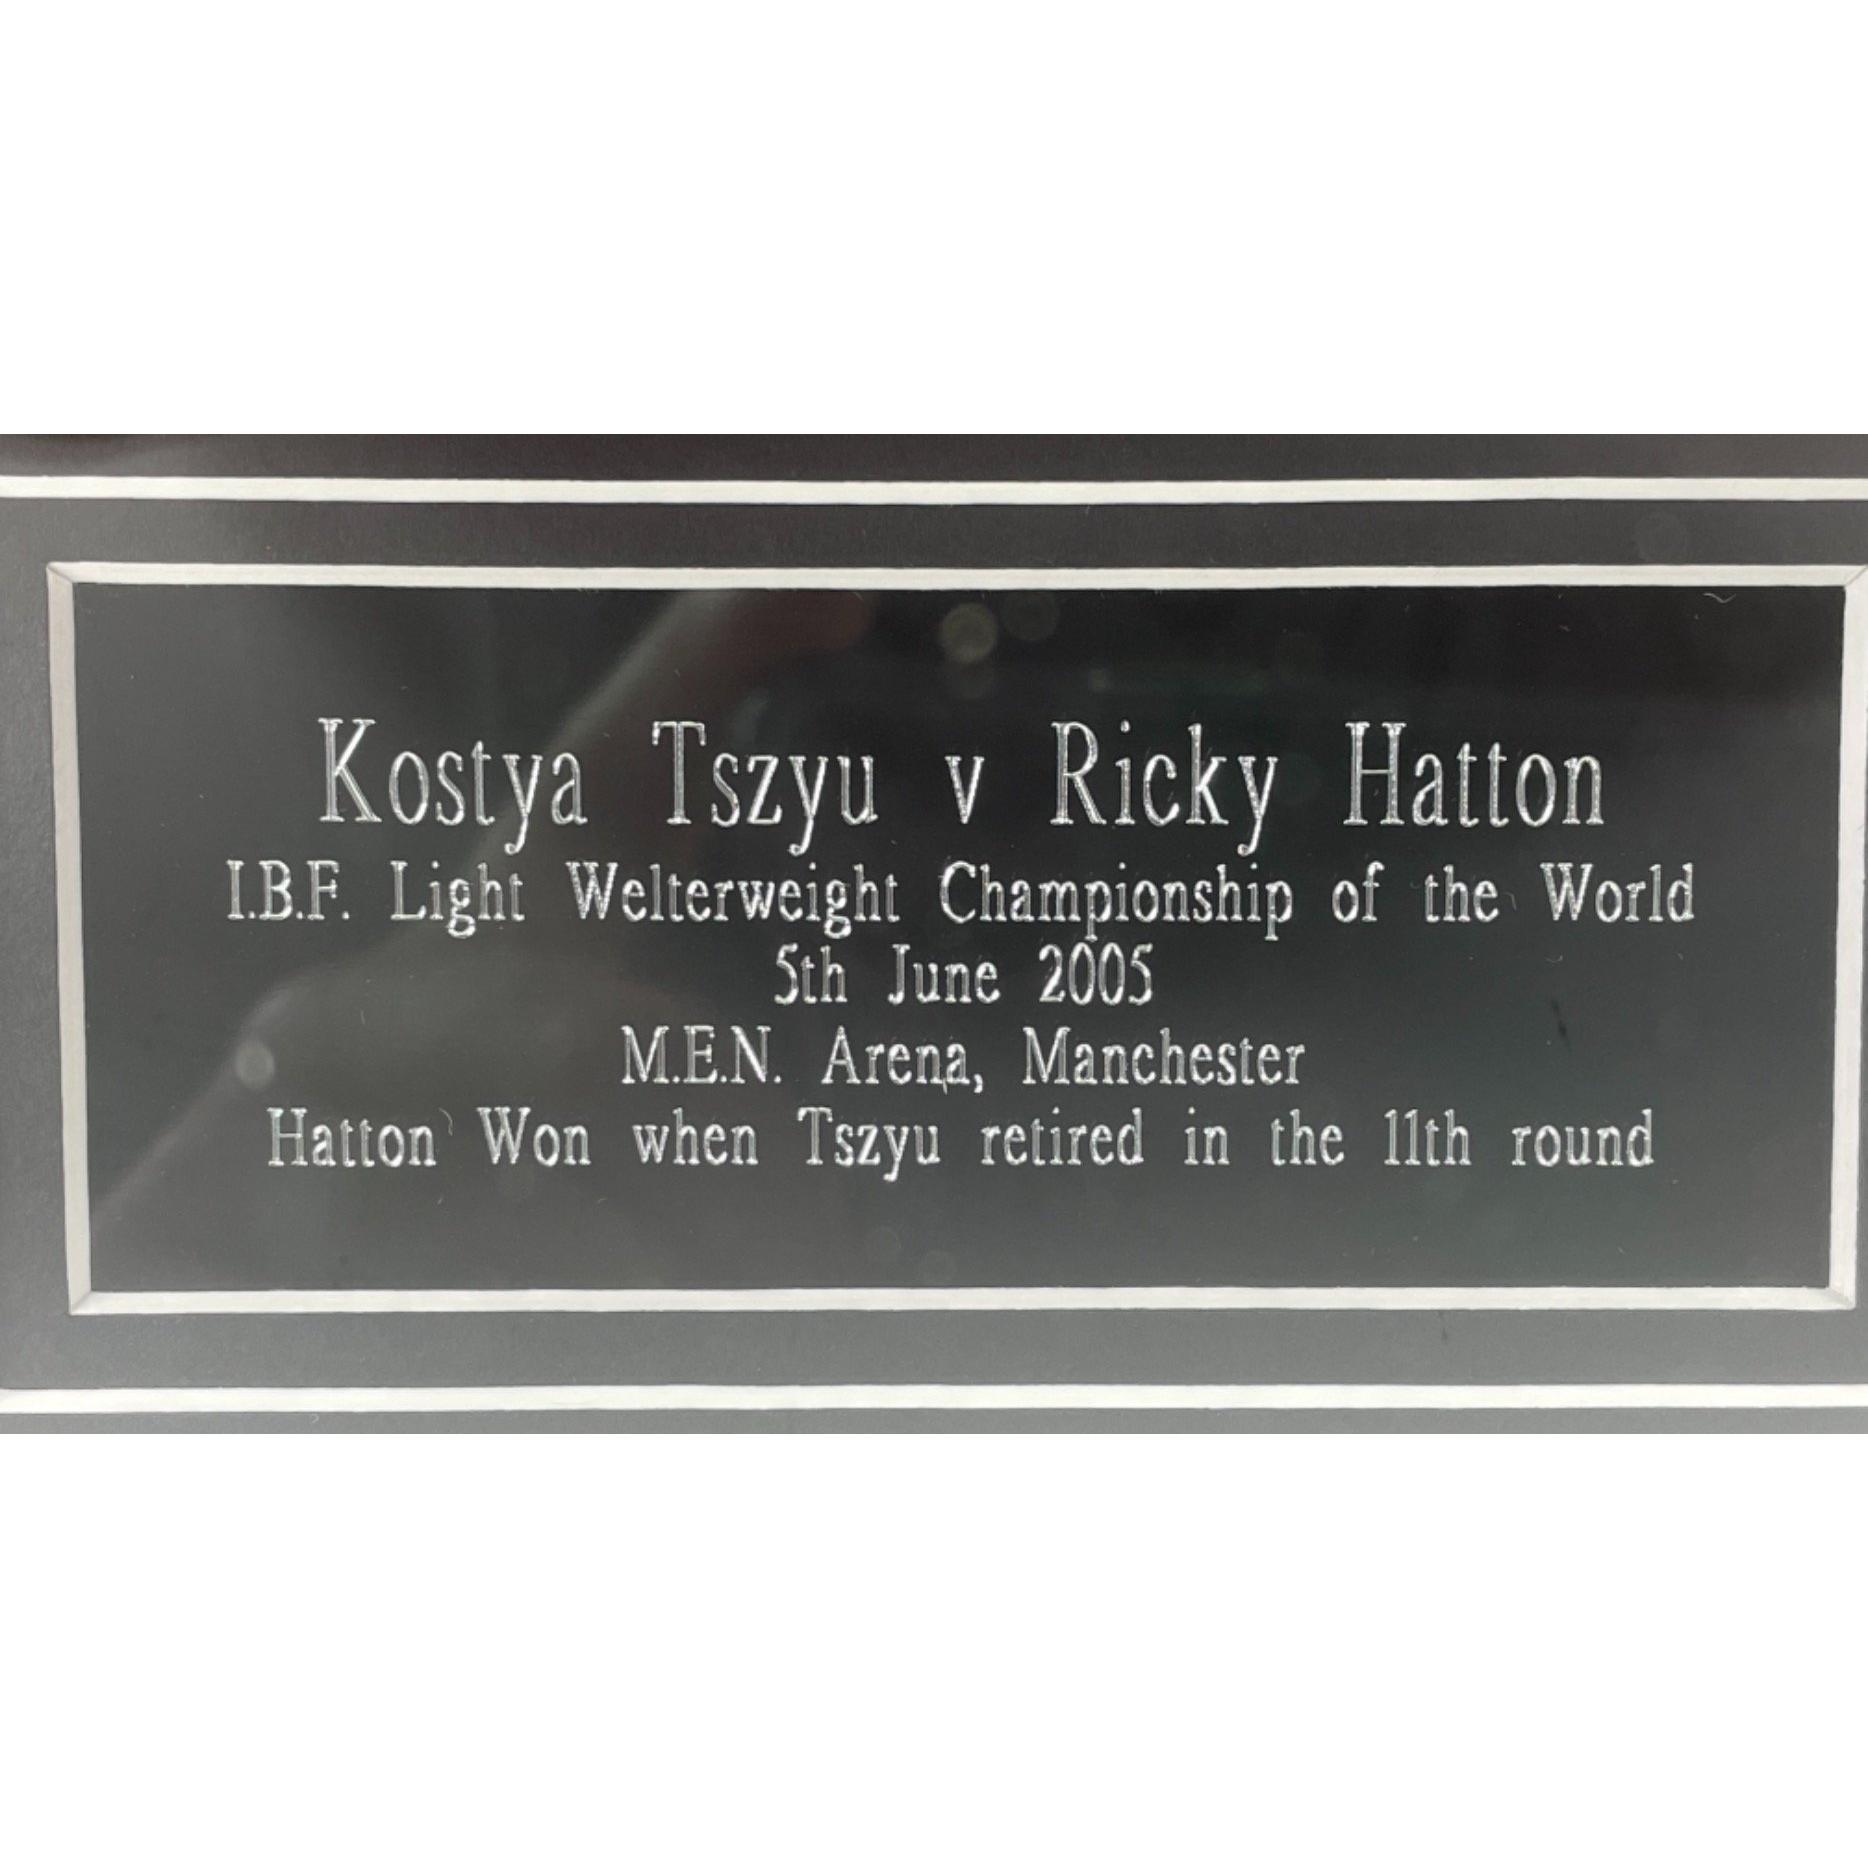 Kostya Tszyu v Ricky Hatton
I.B.F. Light Welterweight Championship of the World
5th June 2005
M.E.N. Arena, Manchester
Hatton Won when Tszyu retired in the 11th round